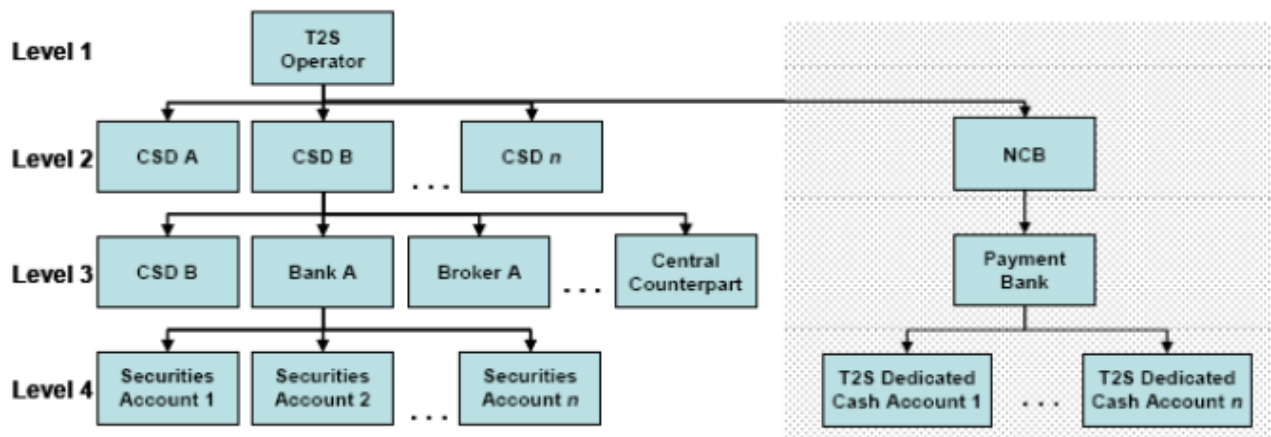 Level 1
T2S
Operator
Level 2
CSD A
CSD B
. . .
CSD n
NCB
Level 3
CSD B
Bank A
Broker A
. . .
Central
Counterpart
Payment
Bank
Level 4
Securities
Account 1
Securities
Account 2
. . .
Securities
Account n
T2S Dedicated
Cash Account 1
. . .
T2S Dedicated
Cash Account n